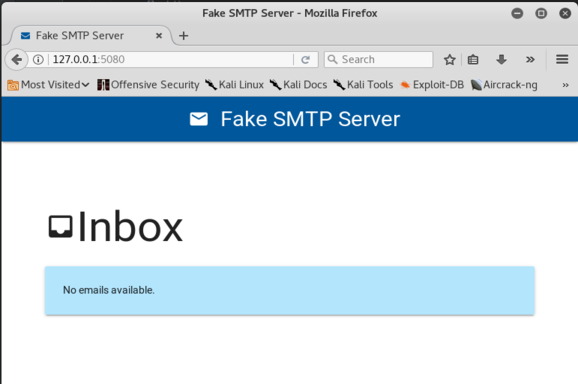 Fake SMTP Server - Mozilla Firefox
Fake SMTP Server
127.0.0.1:5080
Search
Most Visited Offensive Security Kali Linux Kali Docs Kali Tools Exploit-DB Aircrack-ng »
Fake SMTP Server
Inbox
No emails available.